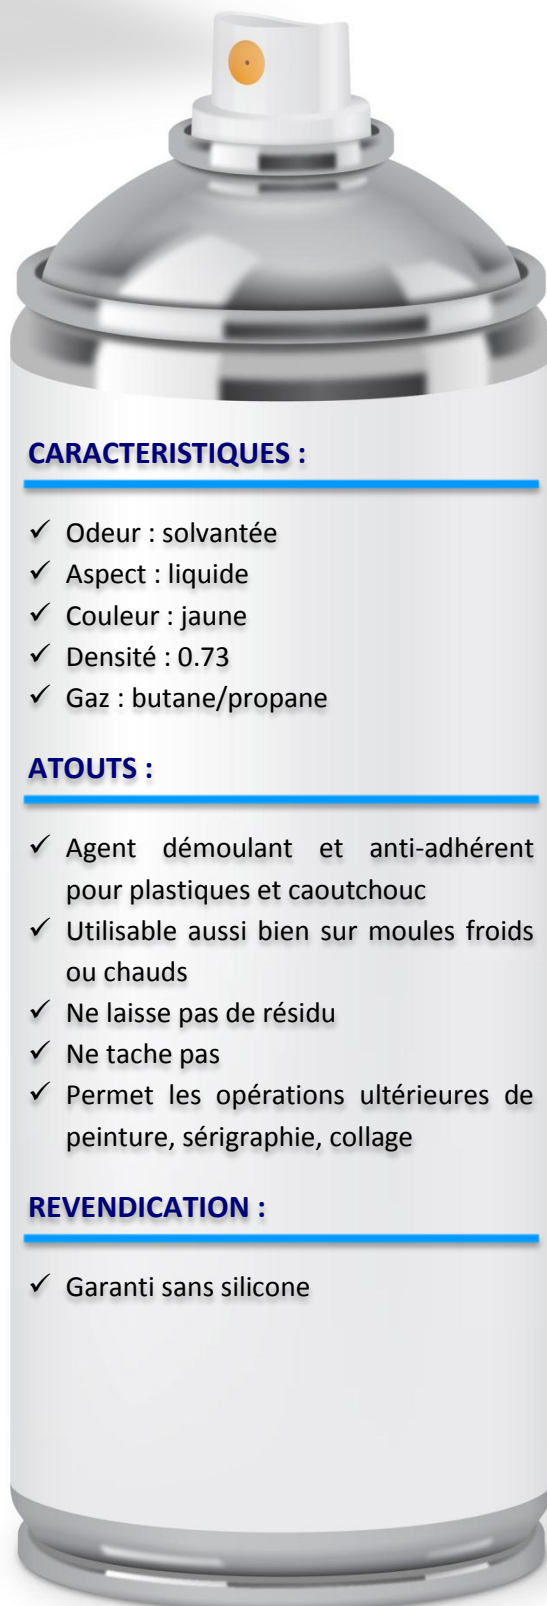 CARACTERISTIQUES :
✓ Odeur : solvantée
✓ Aspect : liquide
✓ Couleur : jaune
✓ Densité : 0.73
✓ Gaz : butane/propane
ATOUTS :
✓ Agent démoulant et anti-adhérent
pour plastiques et caoutchouc
✓ Utilisable aussi bien sur moules froids
ou chauds
✓ Ne laisse pas de résidu
✓ Ne tache pas
✓ Permet les opérations ultérieures de
peinture, sérigraphie, collage
REVENDICATION :
✓ Garanti sans silicone